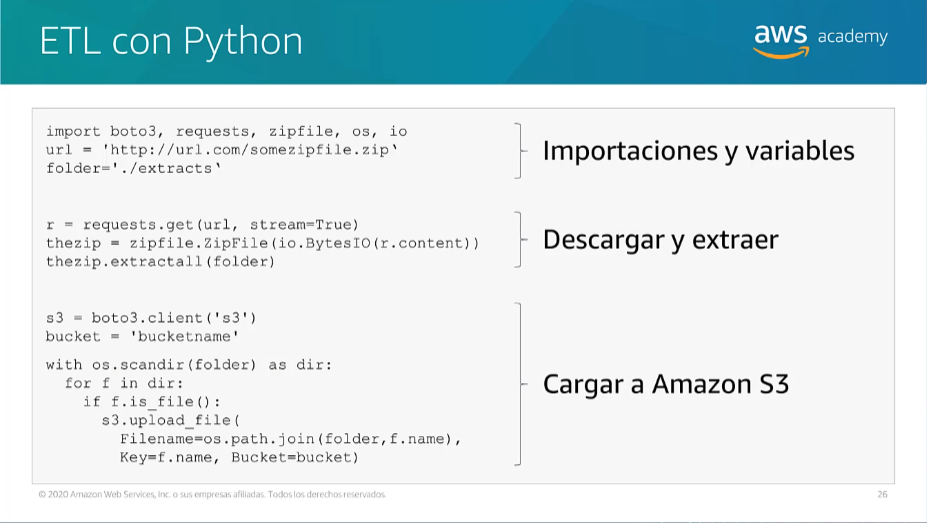 ETL con Python
aws academy
import boto3, requests, zipfile, os, io
url = 'http://url.com/somezipfile.zip‵
folder='./extracts‵
Importaciones y variables
r = requests.get(url, stream=True)
thezip = zipfile.ZipFile(io.BytesIO(r.content))
thezip.extractall(folder)
Descargar y extraer
s3 = boto3.client('s3')
bucket = 'bucketname'
with os.scandir(folder) as dir:
  for f in dir:
    if f.is_file():
      s3.upload_file(
        Filename=os.path.join(folder,f.name),
        Key=f.name, Bucket=bucket)
Cargar a Amazon S3
© 2020 Amazon Web Services, Inc. o sus empresas afiliadas. Todos los derechos reservados.
26